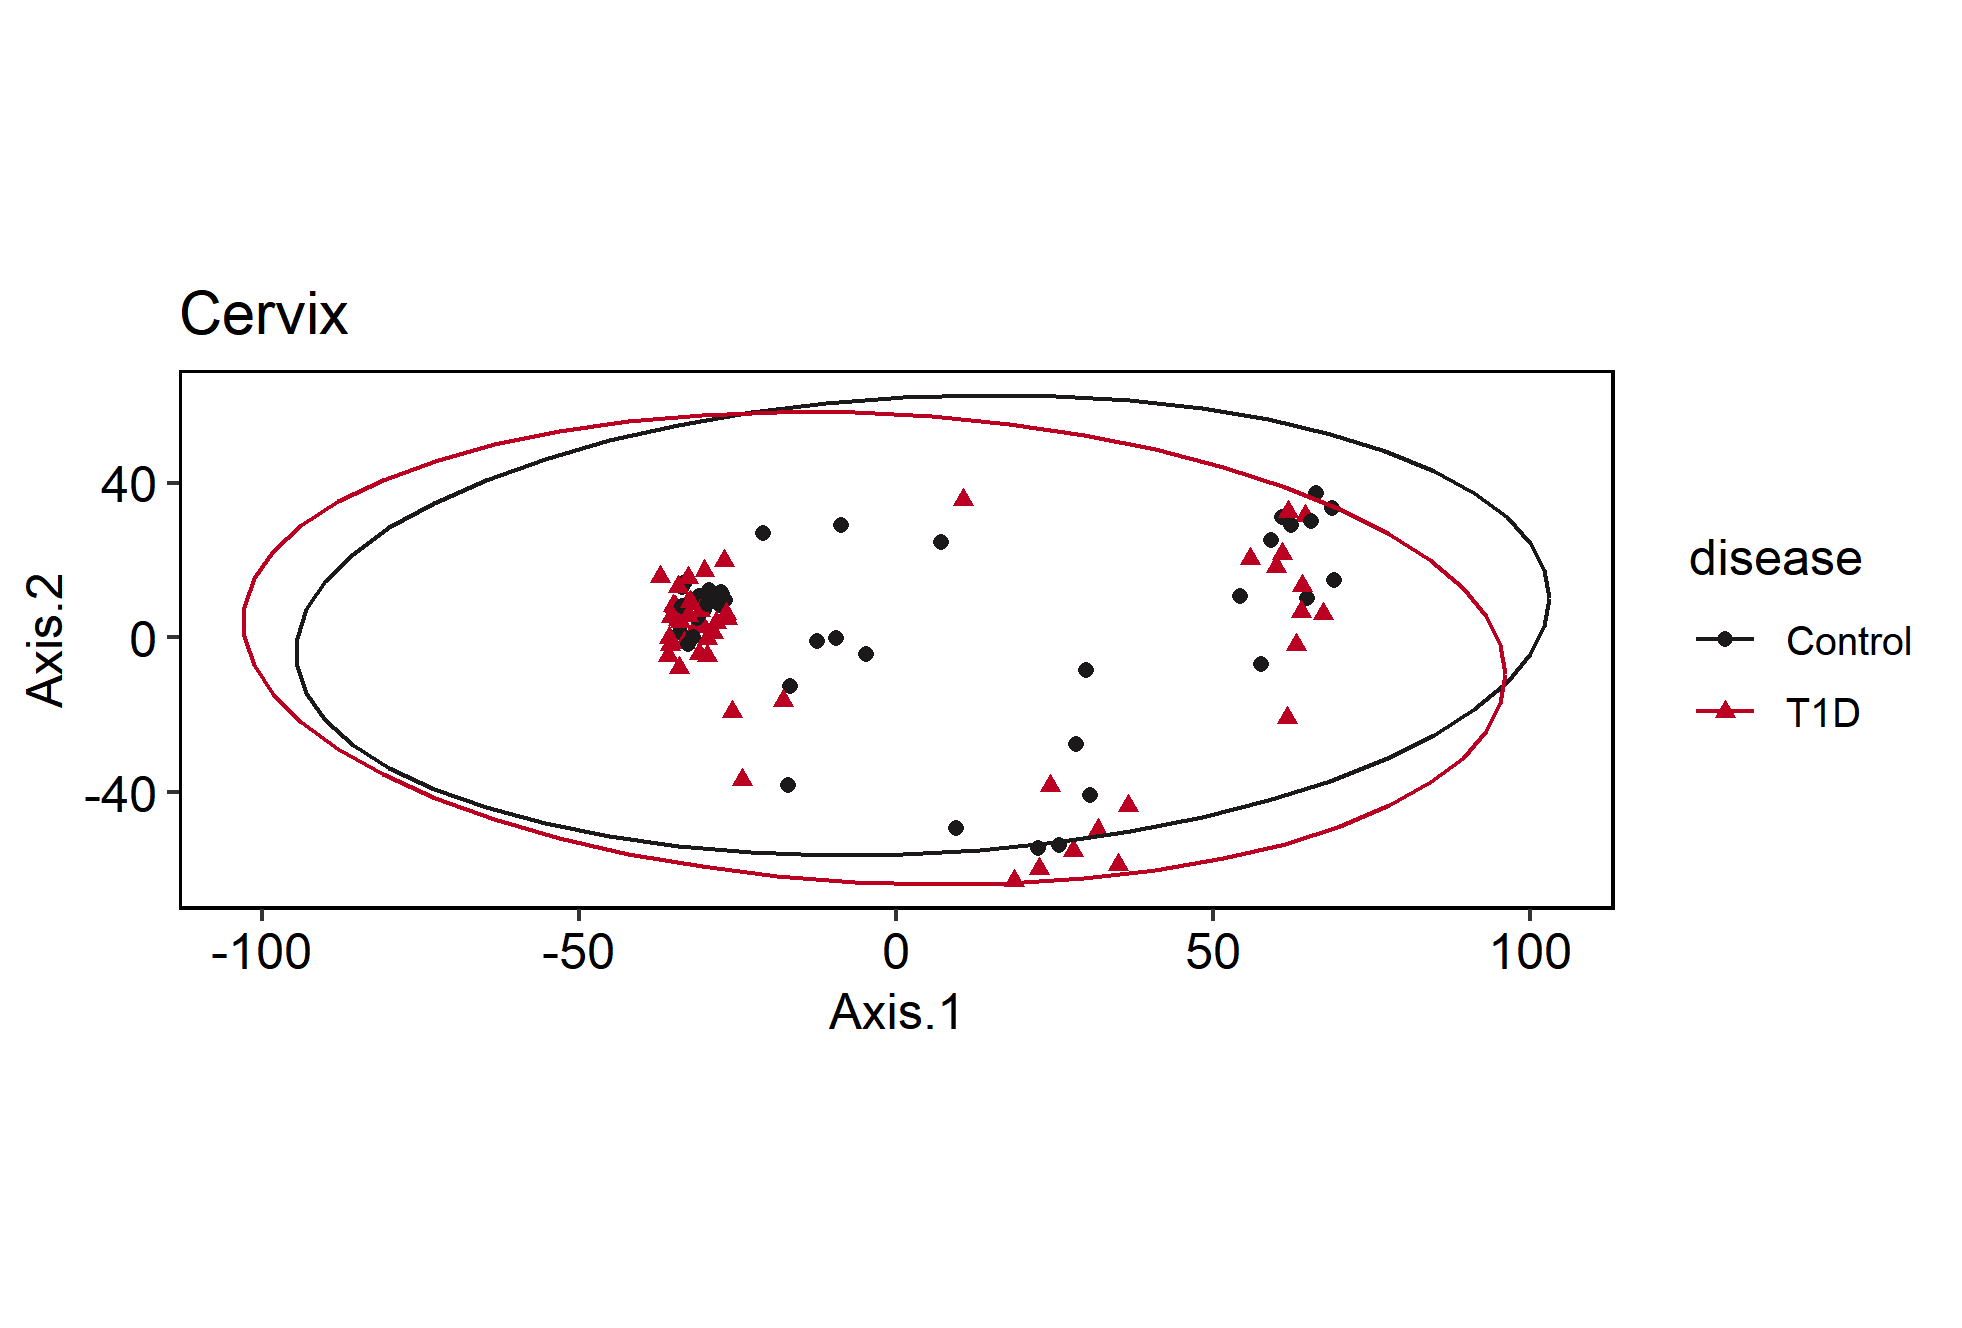 Cervix
Axis.2
40
0
-40
-100 -50 0 50 100
Axis.1
disease
Control
T1D